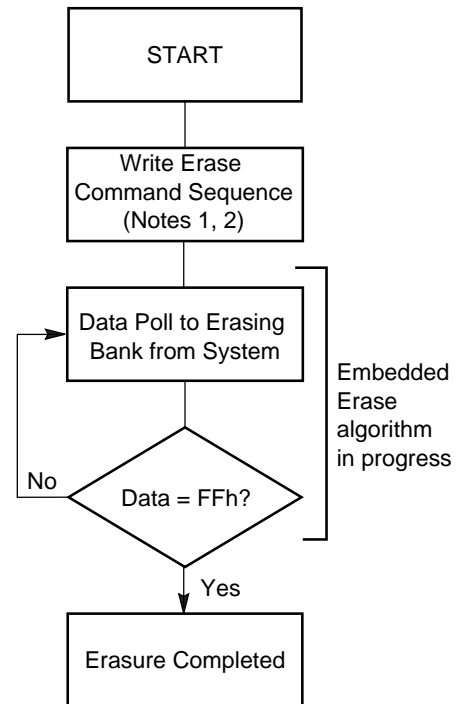 START
Write Erase
Command Sequence
(Notes 1, 2)
Data Poll to Erasing
Bank from System
Embedded
Erase
algorithm
in progress
No
Data = FFh?
Yes
Erasure Completed